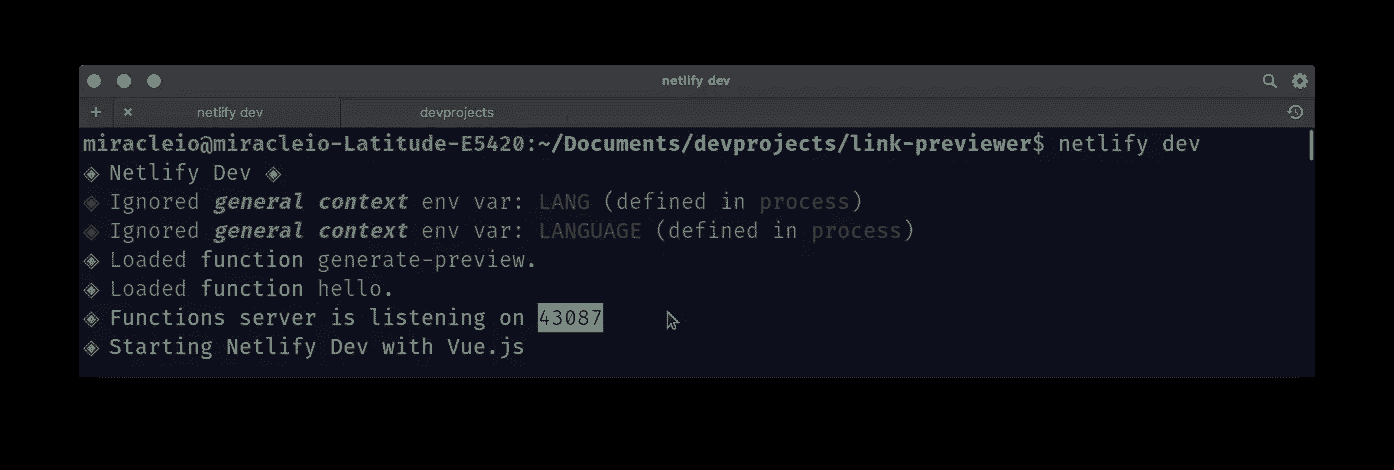 netlify dev
+ × netlify dev devprojects
miracleio@miracleio-Latitude-E5420:~/Documents/devprojects/link-previewer$ netlify dev
◈ Netlify Dev ◈
◈ Ignored general context env var: LANG (defined in process)
◈ Ignored general context env var: LANGUAGE (defined in process)
◈ Loaded function generate-preview.
◈ Loaded function hello.
◈ Functions server is listening on 43087
◈ Starting Netlify Dev with Vue.js